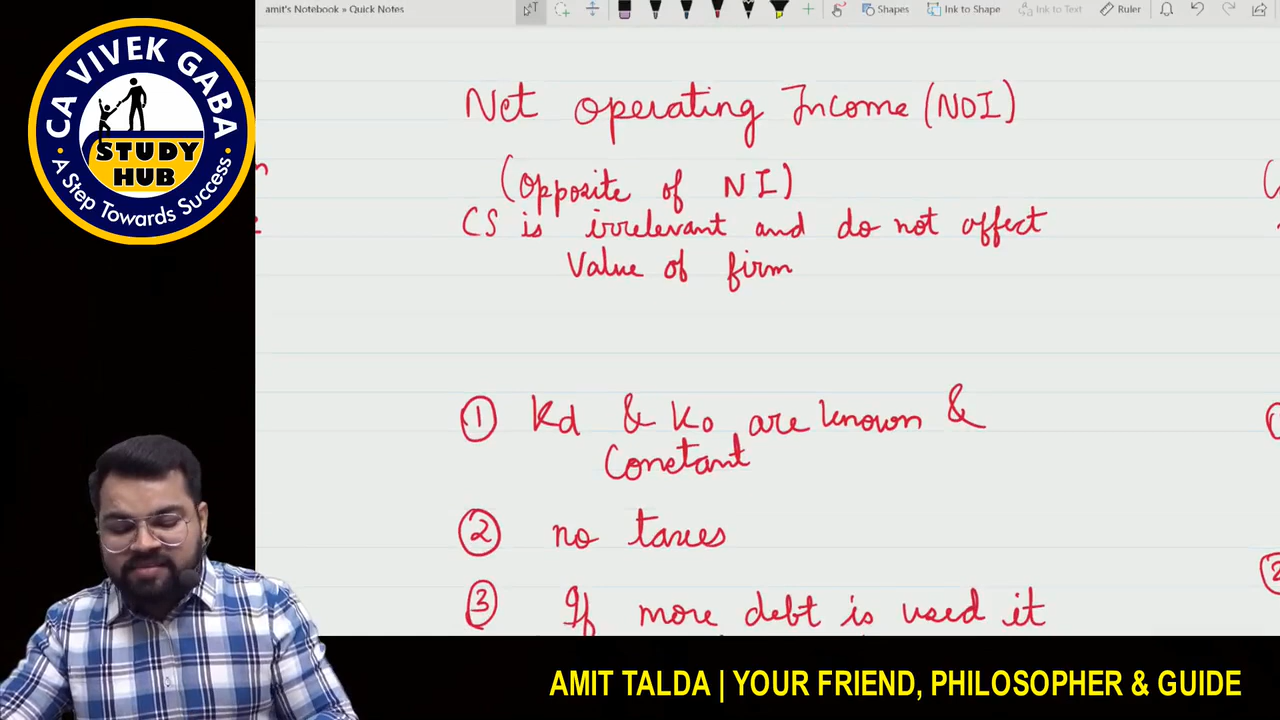 amit's Notebook » Quick Notes
Shapes
Ink to Shape
Ink to Text
Ruler
CA VIVEK GABA
STUDY
HUB
A Step Towards Success
Net Operating Income (NOI)
(Opposite of NI)
CS is irrelevant and do not affect
Value of firm
① Kd & Ko are known &
Constant
② no taxes
③ If more debt is used it
AMIT TALDA | YOUR FRIEND, PHILOSOPHER & GUIDE